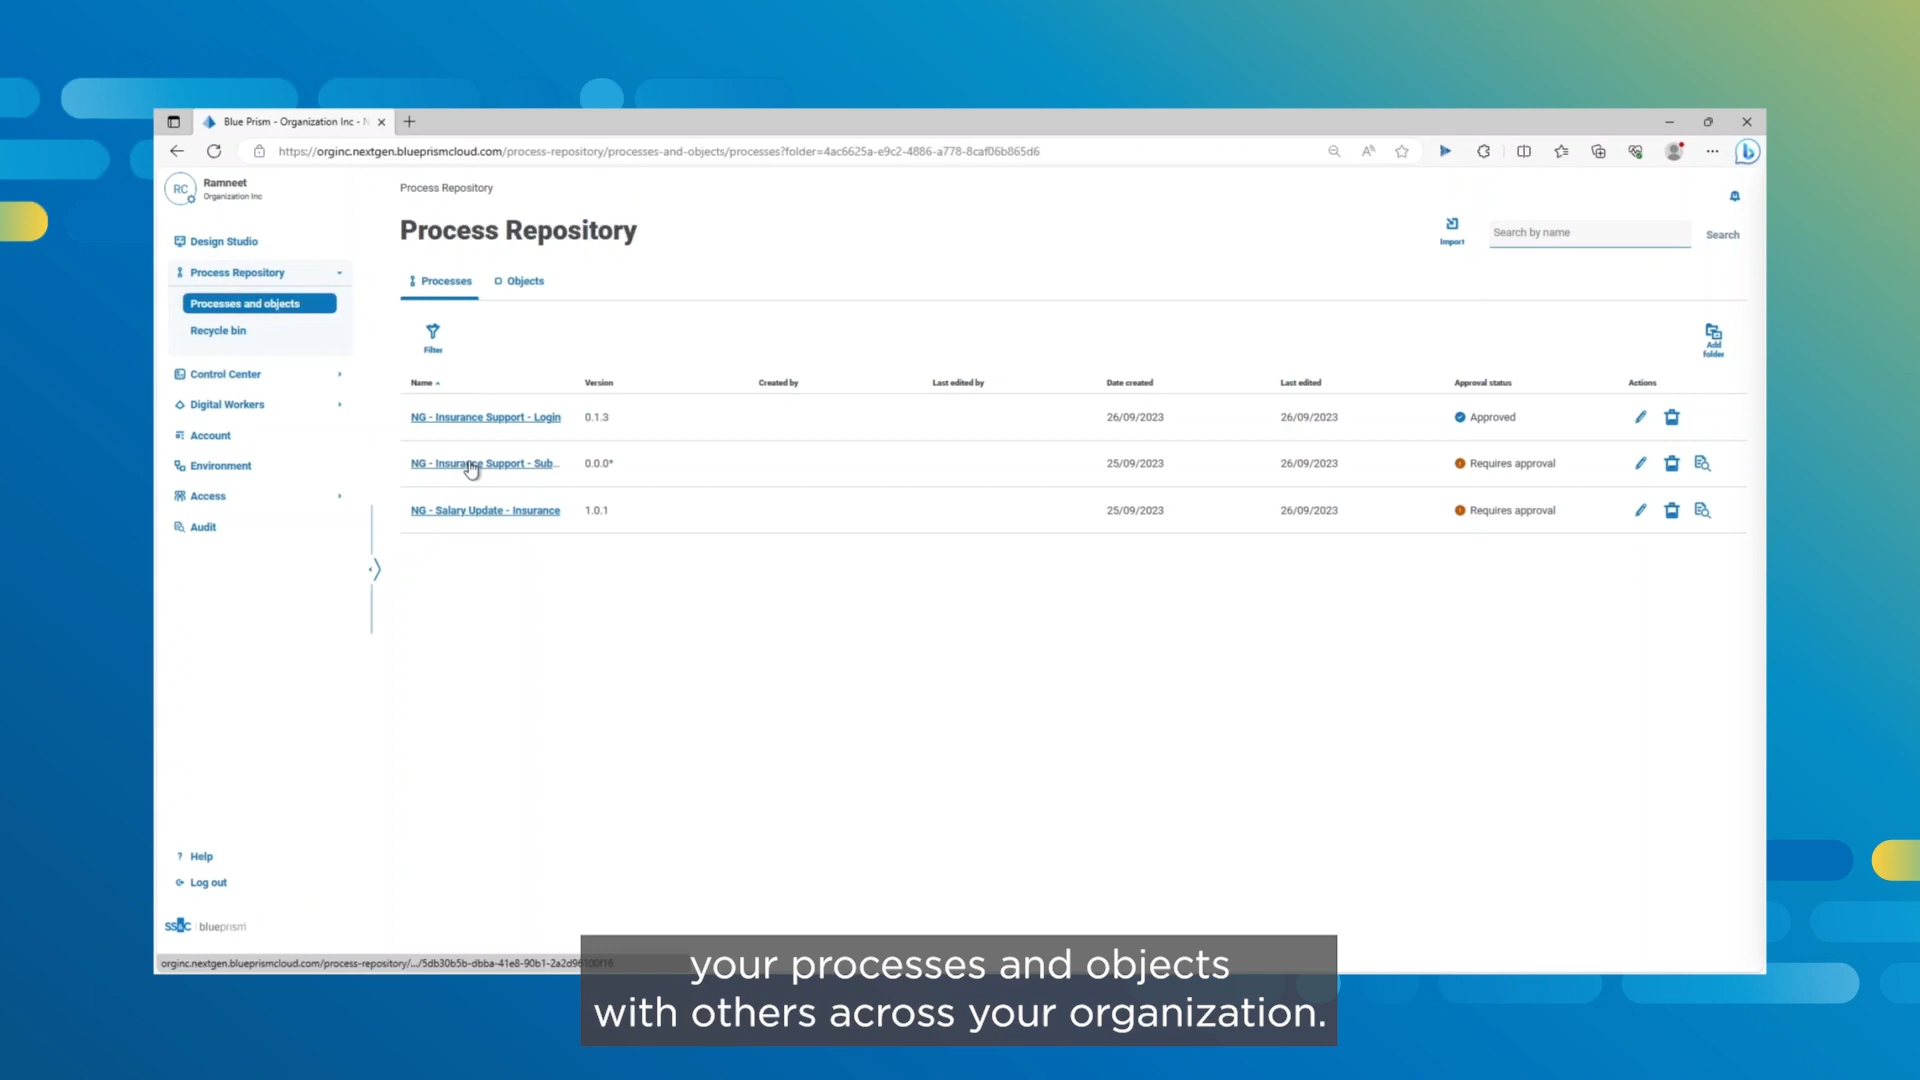 Blue Prism - Organization Inc - N
https://orginc.nextgen.blueprismcloud.com/process-repository/processes-and-objects/processes?folder=4ac6625a-e9c2-4886-a778-8caf06b865d6
RC
Ramneet
Organization Inc
Design Studio
Process Repository
Processes and objects
Recycle bin
Control Center
Digital Workers
Account
Environment
Access
Audit
? Help
Log out
SS&C blueprism
Process Repository
Process Repository
Import
Search by name
Search
Processes Objects
Filter
Add
folder
Name Version Created by Last edited by Date created Last edited Approval status Actions
NG - Insurance Support - Login 0.1.3 26/09/2023 26/09/2023 Approved
NG - Insurance Support - Sub... 0.0.0* 25/09/2023 26/09/2023 Requires approval
NG - Salary Update - Insurance 1.0.1 25/09/2023 26/09/2023 Requires approval
your processes and objects
with others across your organization.